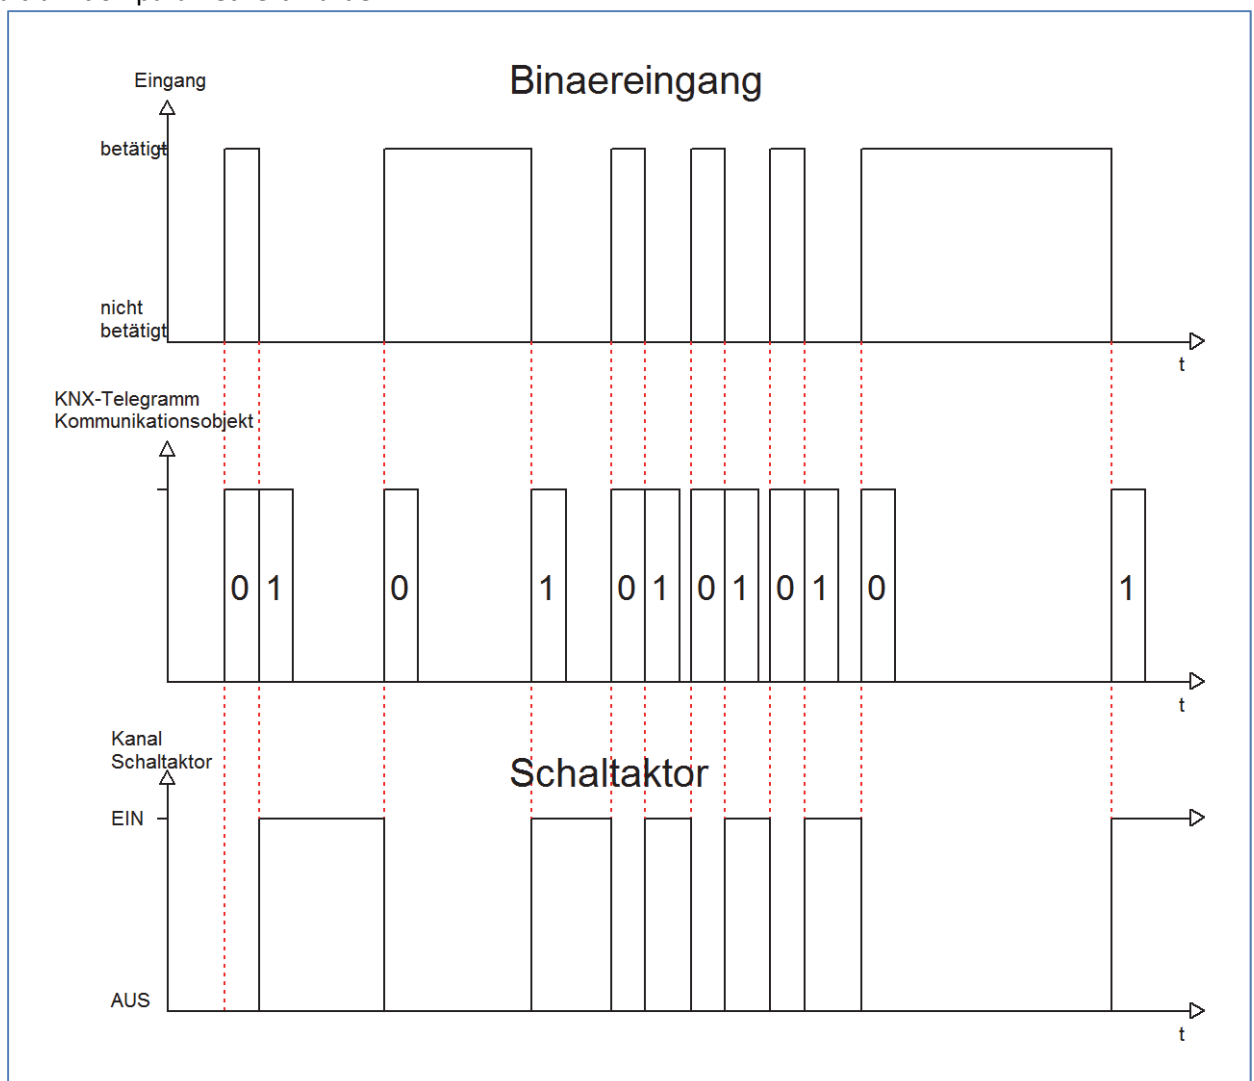 Binaereingang
Eingang
betätigt
nicht
betätigt
t
KNX-Telegramm
Kommunikationsobjekt
0 1 0 1 0 1 0 1 0 1 0 1
t
Kanal
Schaltaktor
Schaltaktor
EIN
AUS
t